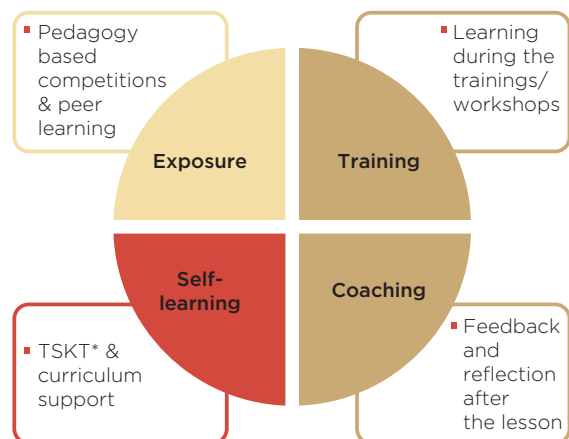 Pedagogy
based
competitions
& peer
learning
Learning
during the
trainings/
workshops
Exposure
Training
Self-
learning
Coaching
TSKT* &
curriculum
support
Feedback
and
reflection
after
the lesson